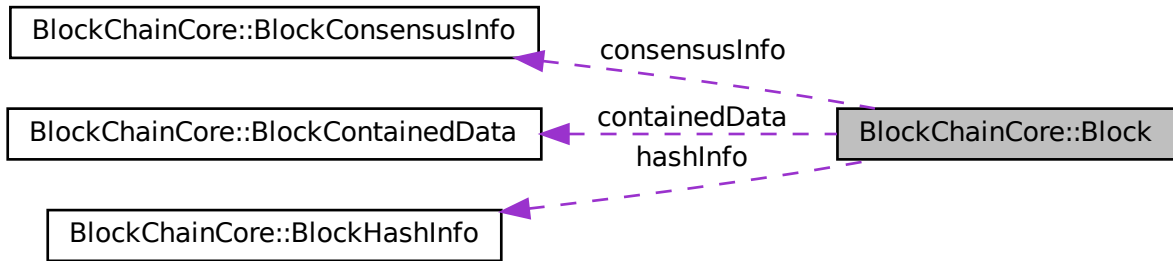 BlockChainCore::BlockConsensusInfo
consensusInfo
BlockChainCore::BlockContainedData
containedData
BlockChainCore::Block
hashInfo
BlockChainCore::BlockHashInfo